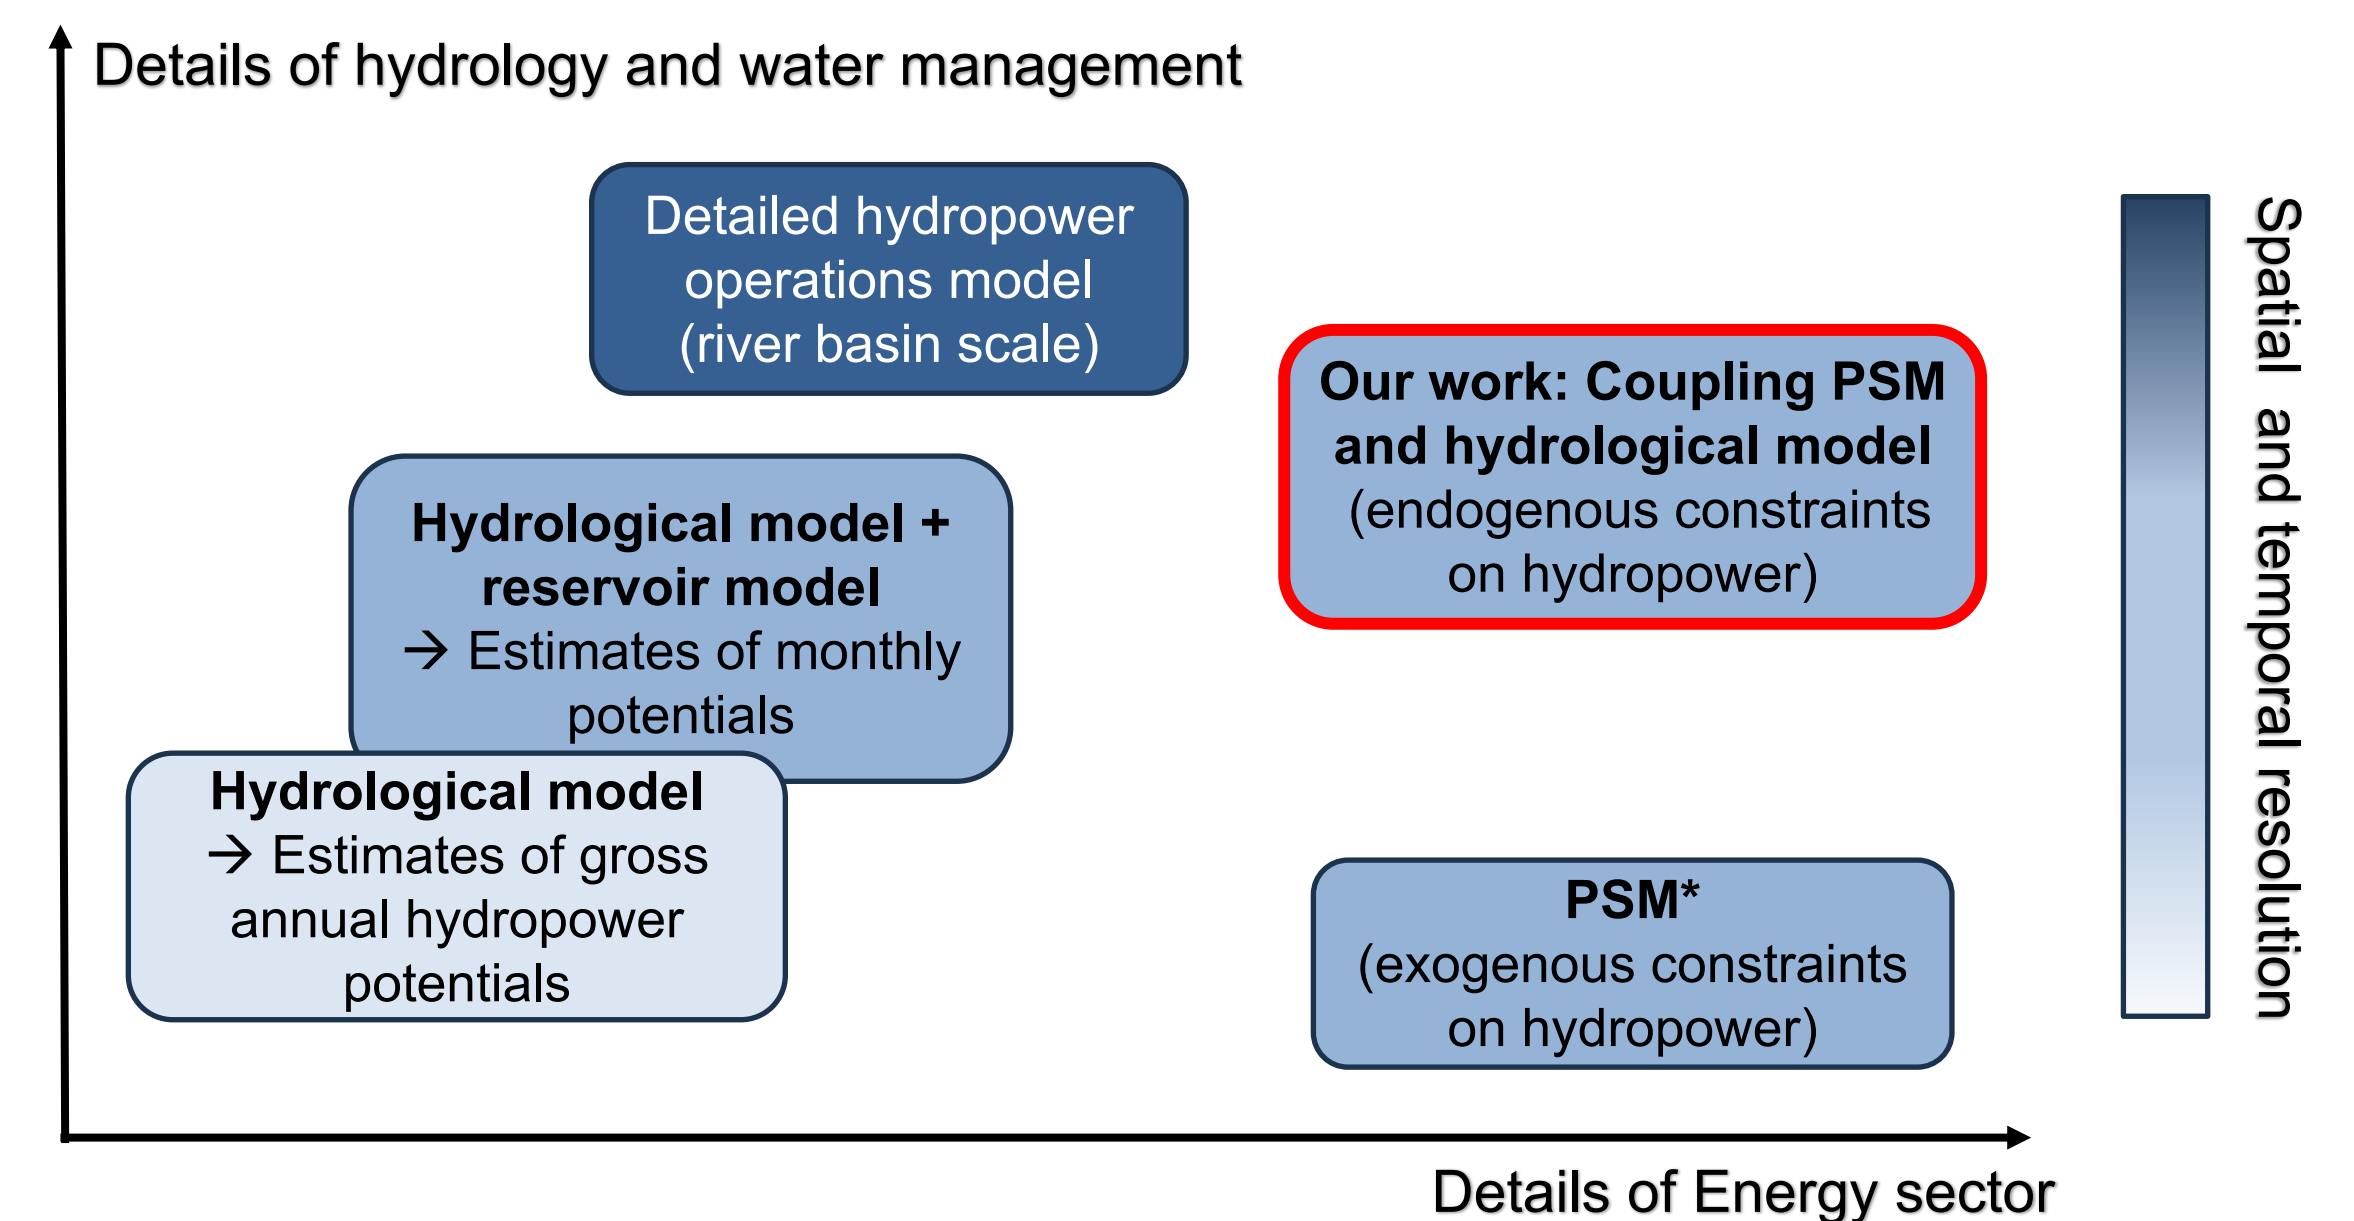 Details of hydrology and water management
Detailed hydropower
operations model
(river basin scale)
Our work: Coupling PSM
and hydrological model
(endogenous constraints
on hydropower)
Hydrological model +
reservoir model
→ Estimates of monthly
potentials
Hydrological model
→ Estimates of gross
annual hydropower
potentials
PSM*
(exogenous constraints
on hydropower)
Spatial and temporal resolution
Details of Energy sector